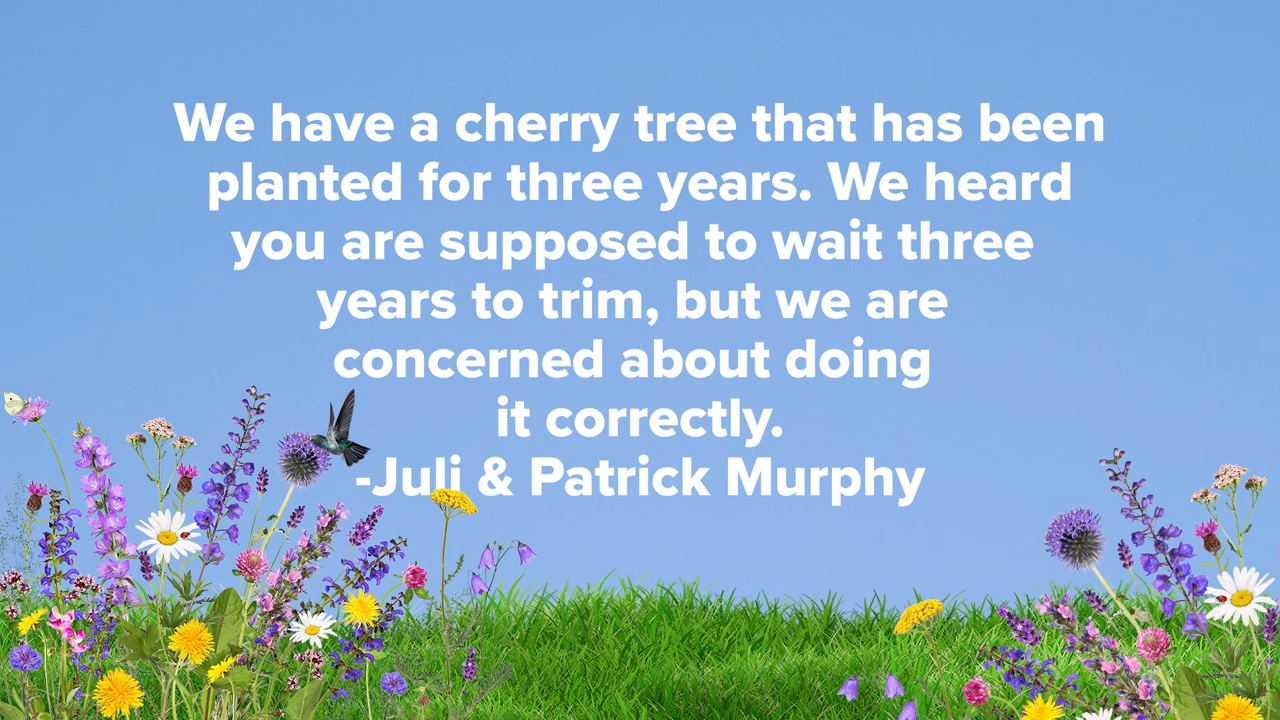 We have a cherry tree that has been
planted for three years. We heard
you are supposed to wait three
years to trim, but we are
concerned about doing
it correctly.
-Juli & Patrick Murphy